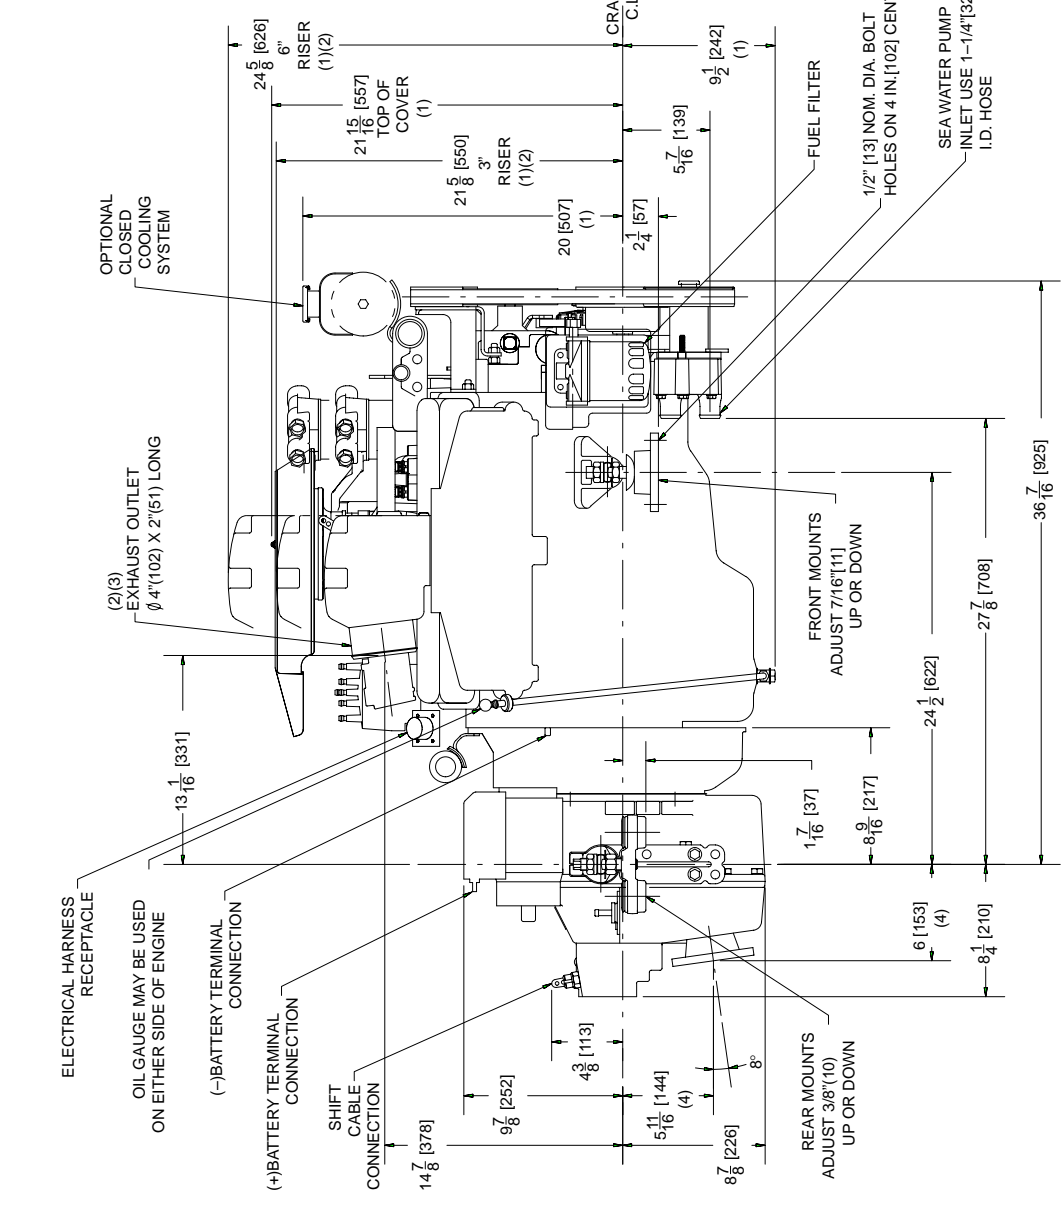 24 5/8 [626]
6"
RISER
(1)(2)
21 15/16 [557]
TOP OF
COVER
(1)
21 5/8 [550]
3"
RISER
(1)(2)
20 [507]
(1)
CRA
C.L
9 1/2 [242]
(1)
5 7/16 [139]
2 1/4 [57]
FUEL FILTER
1/2" [13] NOM. DIA. BOLT
HOLES ON 4 IN.[102] CEN
SEA WATER PUMP
INLET USE 1–1/4"[32
I.D. HOSE
OPTIONAL
CLOSED
COOLING
SYSTEM
(2)(3)
EXHAUST OUTLET
Ø 4"(102) X 2"(51) LONG
13 1/16 [331]
FRONT MOUNTS
ADJUST 7/16"[11]
UP OR DOWN
36 7/16 [925]
27 7/8 [708]
24 1/2 [622]
8 9/16 [217]
1 7/16 [37]
ELECTRICAL HARNESS
RECEPTACLE
OIL GAUGE MAY BE USED
ON EITHER SIDE OF ENGINE
(–)BATTERY TERMINAL
CONNECTION
(+)BATTERY TERMINAL
CONNECTION
SHIFT
CABLE
CONNECTION
14 7/8 [378]
9 7/8 [252]
4 3/8 [113]
5 11/16 [144]
(4)
8 7/8 [226]
8°
REAR MOUNTS
ADJUST 3/8"(10)
UP OR DOWN
6 [153]
(4)
8 1/4 [210]